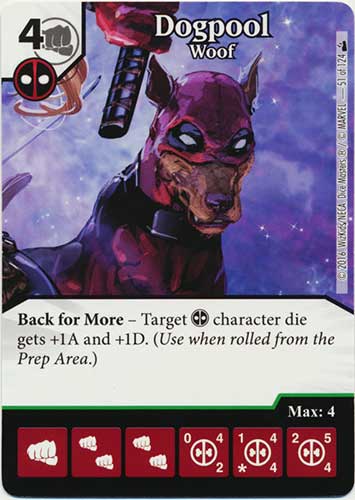 4
Dogpool
Woof
© 2016 WizKids/NECA. Dice Masters, ®/ © MARVEL — 51 of 124
Back for More – Target character die
gets +1A and +1D. (Use when rolled from the
Prep Area.)
Max: 4
0 4 2
1 4 * 4
2 5 4